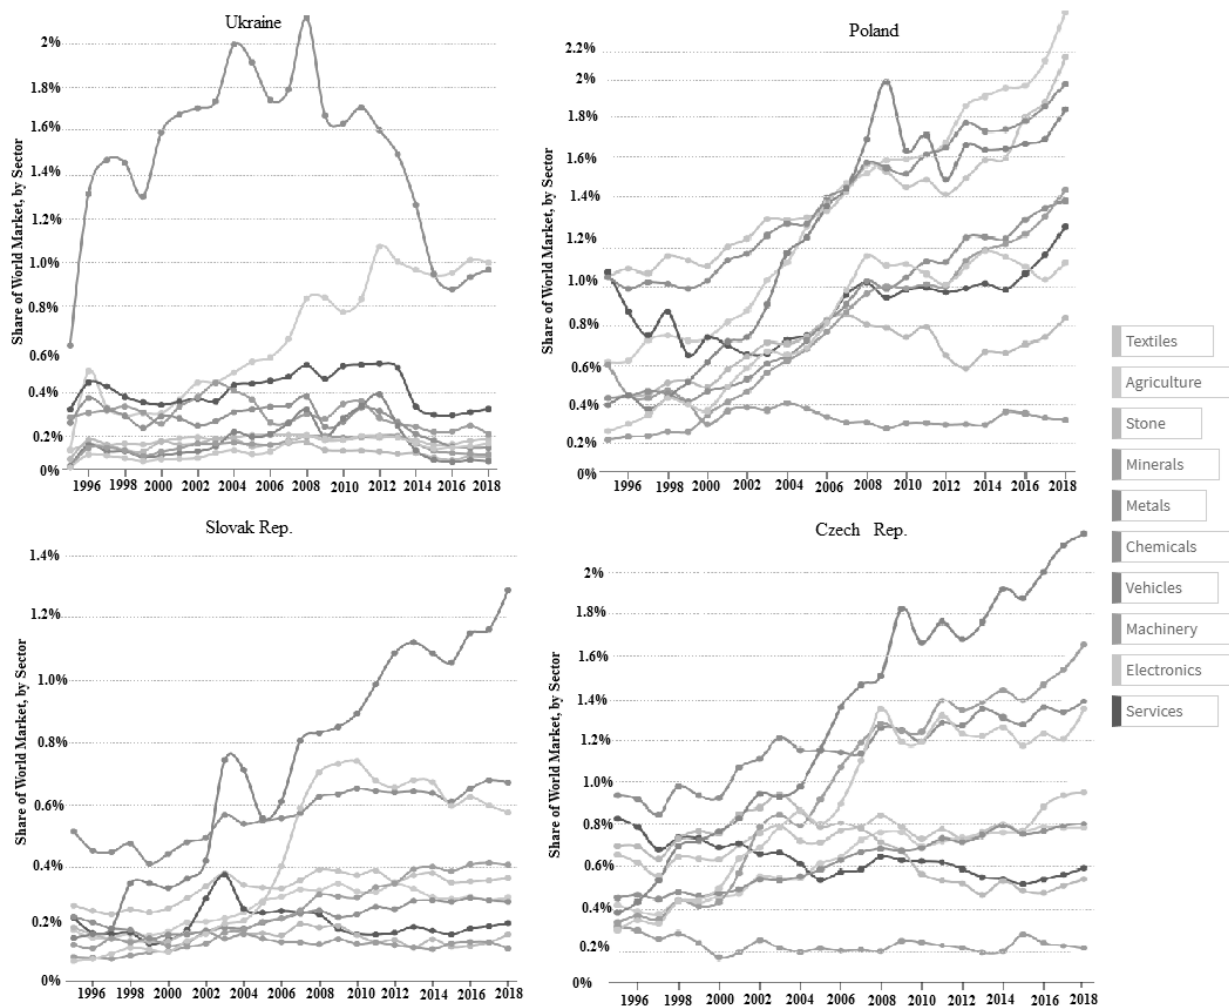 Ukraine
Share of World Market, by Sector
2%
1.8%
1.6%
1.4%
1.2%
1.0%
0.8%
0.6%
0.4%
0.2%
0%
1996 1998 2000 2002 2004 2006 2008 2010 2012 2014 2016 2018
Poland
Share of World Market, by Sector
2.2%
2%
1.8%
1.6%
1.4%
1.2%
1.0%
0.8%
0.6%
0.4%
0.2%
0%
1996 1998 2000 2002 2004 2006 2008 2010 2012 2014 2016 2018
Slovak Rep.
Share of World Market, by Sector
1.4%
1.2%
1.0%
0.8%
0.6%
0.4%
0.2%
0%
1996 1998 2000 2002 2004 2006 2008 2010 2012 2014 2016 2018
Czech Rep.
Share of World Market, by Sector
2%
1.8%
1.6%
1.4%
1.2%
1.0%
0.8%
0.6%
0.4%
0.2%
0%
1996 1998 2000 2002 2004 2006 2008 2010 2012 2014 2016 2018
Textiles
Agriculture
Stone
Minerals
Metals
Chemicals
Vehicles
Machinery
Electronics
Services